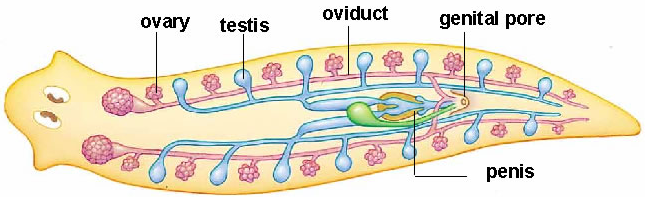 ovary
testis
oviduct
genital pore
penis